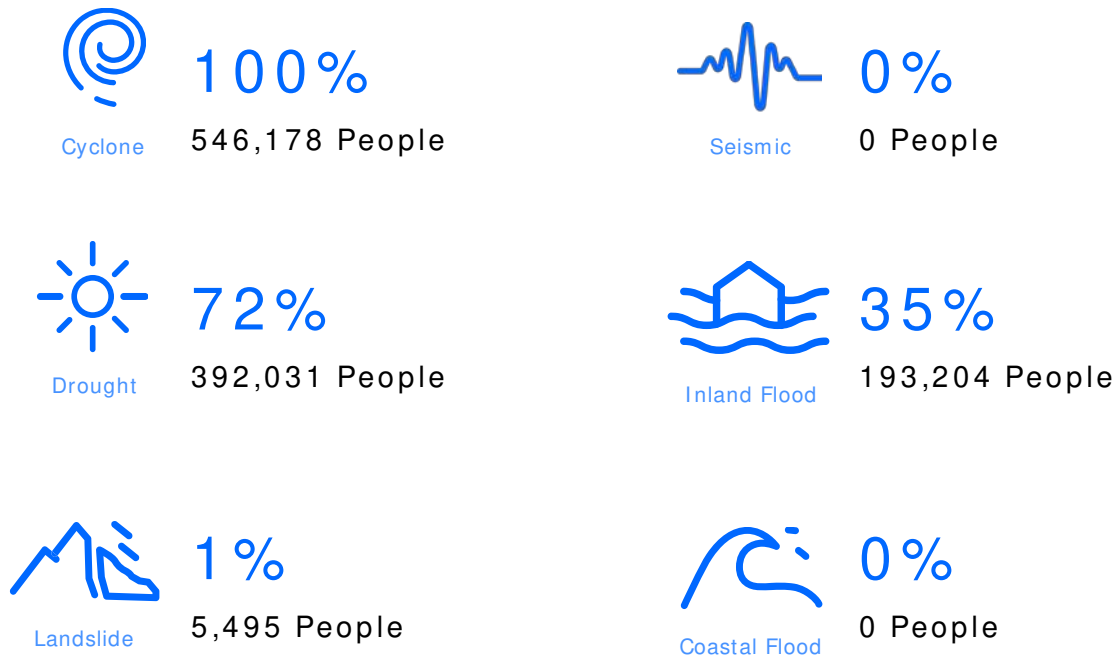 100%
546,178 People
Cyclone
0%
0 People
Seismic
72%
392,031 People
Drought
35%
193,204 People
Inland Flood
1%
5,495 People
Landslide
0%
0 People
Coastal Flood